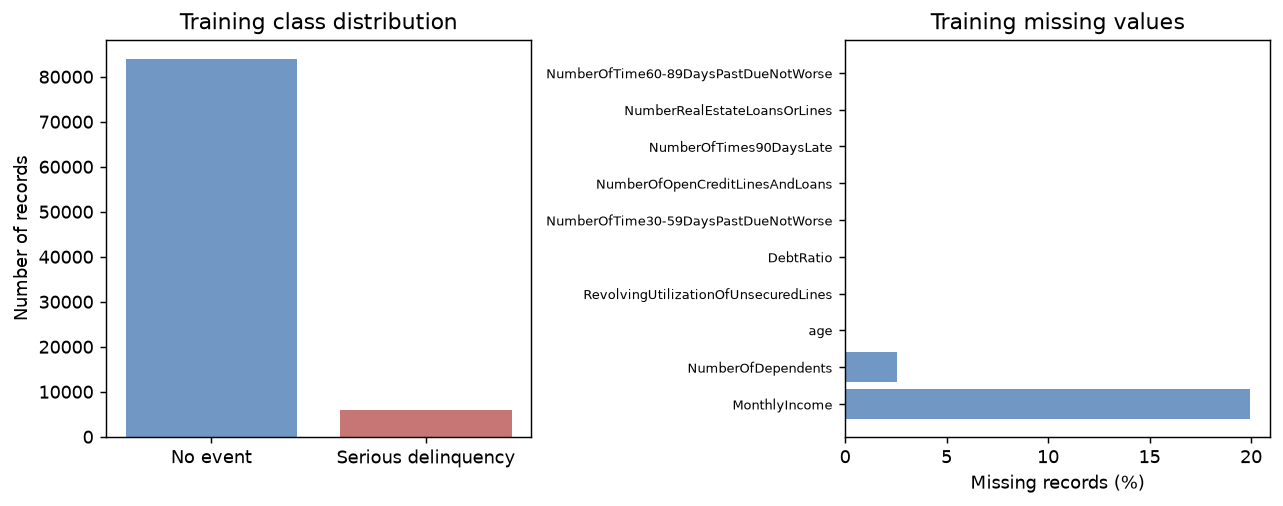 Training class distribution
Number of records
80000
70000
60000
50000
40000
30000
20000
10000
0
No event
Serious delinquency
Training missing values
NumberOfTime60-89DaysPastDueNotWorse
NumberRealEstateLoansOrLines
NumberOfTimes90DaysLate
NumberOfOpenCreditLinesAndLoans
NumberOfTime30-59DaysPastDueNotWorse
DebtRatio
RevolvingUtilizationOfUnsecuredLines
age
NumberOfDependents
MonthlyIncome
0
5
10
15
20
Missing records (%)